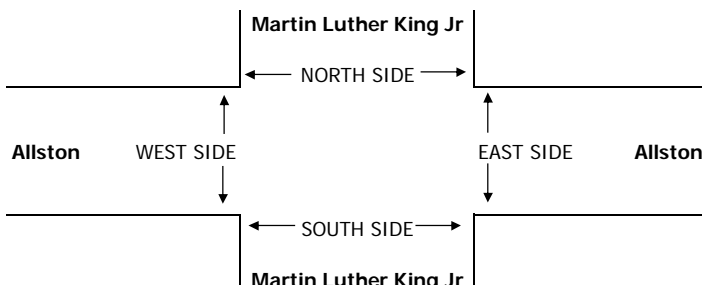 Martin Luther King Jr
NORTH SIDE
Allston WEST SIDE EAST SIDE Allston
SOUTH SIDE
Martin Luther King Jr